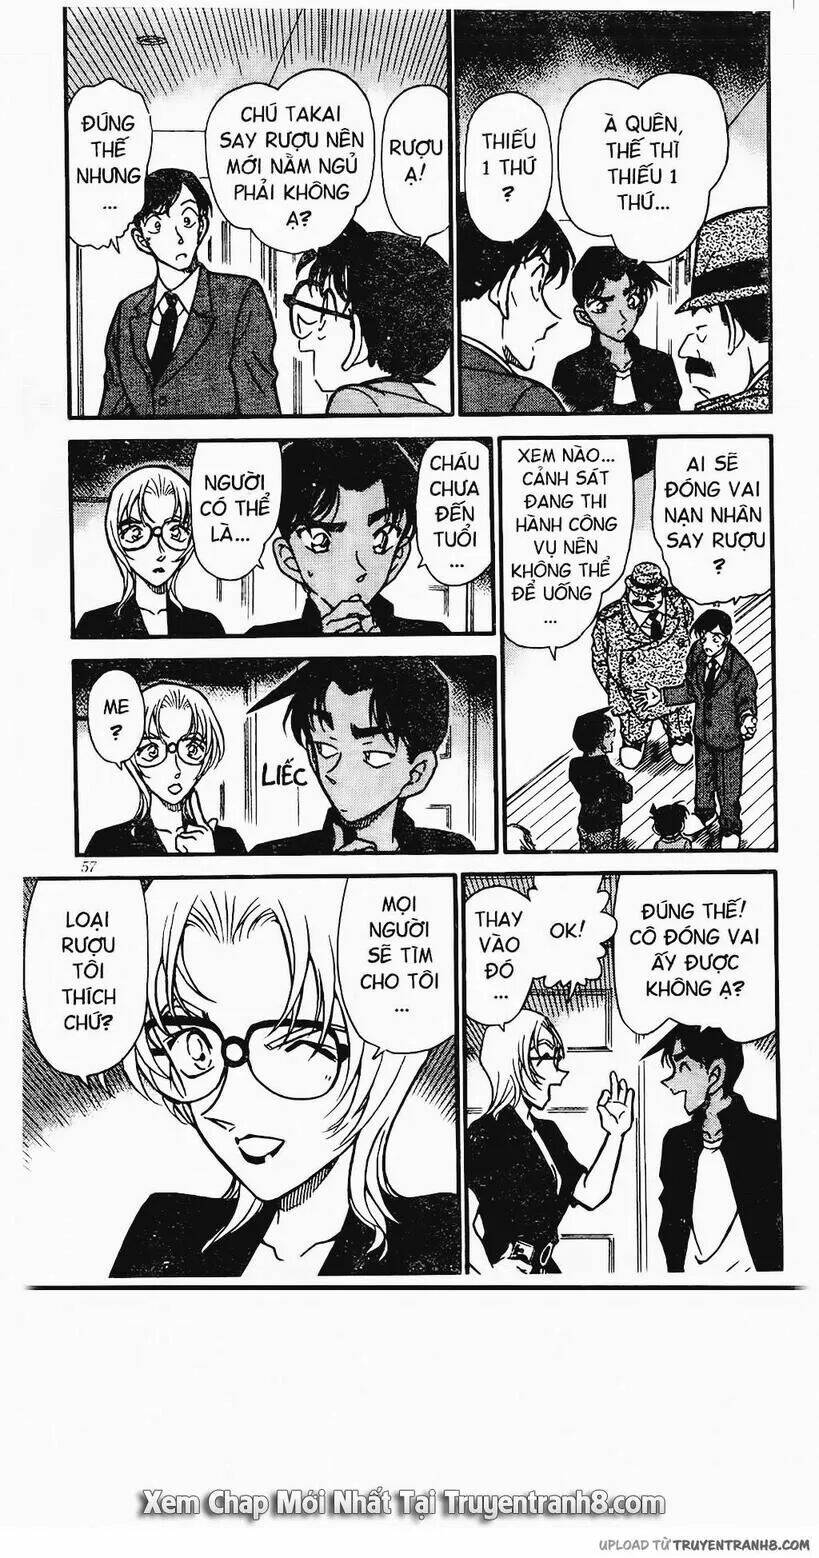 À QUÊN,
THẾ THÌ
THIẾU 1
THỨ...
THIẾU
1 THỨ
?
RƯỢU
Ạ!
CHÚ TAKAI
SAY RƯỢU NÊN
MỚI NẰM NGỦ
PHẢI KHÔNG
Ạ?
ĐÚNG
THẾ
NHƯNG
...
AI SẼ
ĐÓNG VAI
NẠN NHÂN
SAY RƯỢU
?
XEM NÀO...
CẢNH SÁT
ĐANG THI
HÀNH CÔNG
VỤ NÊN
KHÔNG THỂ
ĐỂ UỐNG
...
CHÁU
CHƯA
ĐẾN
TUỔI
...
NGƯỜI
CÓ THỂ
LÀ...
LIẾC
ME
?
57
ĐÚNG THẾ!
CÔ ĐÓNG VAI
ẤY ĐƯỢC
KHÔNG Ạ?
OK!
THAY
VÀO
ĐÓ
...
MỌI
NGƯỜI
SẼ TÌM
CHO TÔI
...
LOẠI
RƯỢU
TÔI
THÍCH
CHỨ?
Xem Chap Mới Nhất Tại Truyentranh8.com
UPLOAD TỪ TRUYENTRANH8.COM